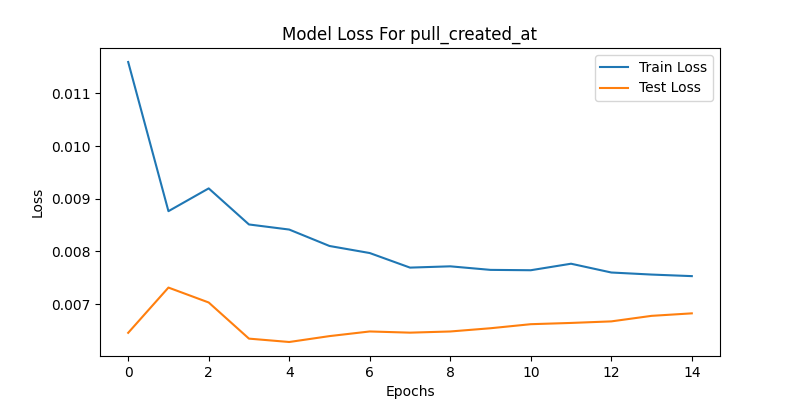 Model Loss For pull_created_at
Train Loss
Test Loss
0.011
0.010
0.009
0.008
0.007
Loss
0 2 4 6 8 10 12 14
Epochs